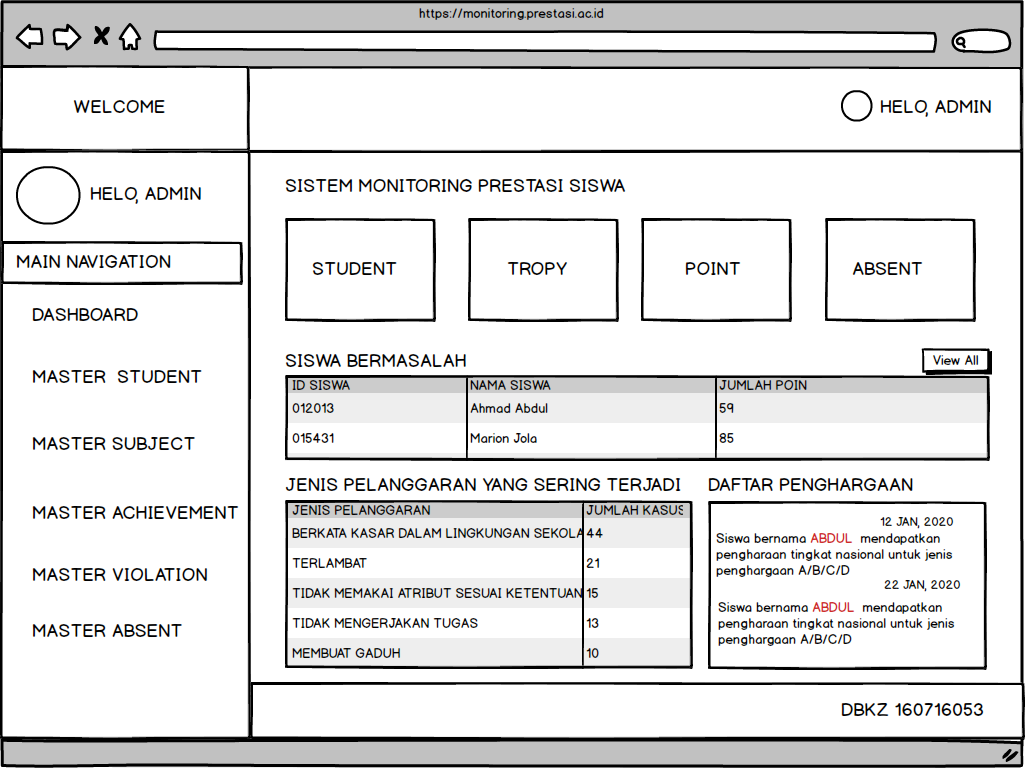 https://monitoring.prestasi.ac.id
WELCOME
HELO, ADMIN
HELO, ADMIN
MAIN NAVIGATION
DASHBOARD
MASTER STUDENT
MASTER SUBJECT
MASTER ACHIEVEMENT
MASTER VIOLATION
MASTER ABSENT
SISTEM MONITORING PRESTASI SISWA
STUDENT
TROPY
POINT
ABSENT
SISWA BERMASALAH
View All
ID SISWA NAMA SISWA JUMLAH POIN
012013 Ahmad Abdul 59
015431 Marion Jola 85
JENIS PELANGGARAN YANG SERING TERJADI
JENIS PELANGGARAN JUMLAH KASUS
BERKATA KASAR DALAM LINGKUNGAN SEKOLA 44
TERLAMBAT 21
TIDAK MEMAKAI ATRIBUT SESUAI KETENTUAN 15
TIDAK MENGERJAKAN TUGAS 13
MEMBUAT GADUH 10
DAFTAR PENGHARGAAN
12 JAN, 2020
Siswa bernama ABDUL mendapatkan
pengharaan tingkat nasional untuk jenis
penghargaan A/B/C/D
22 JAN, 2020
Siswa bernama ABDUL mendapatkan
pengharaan tingkat nasional untuk jenis
penghargaan A/B/C/D
DBKZ 160716053